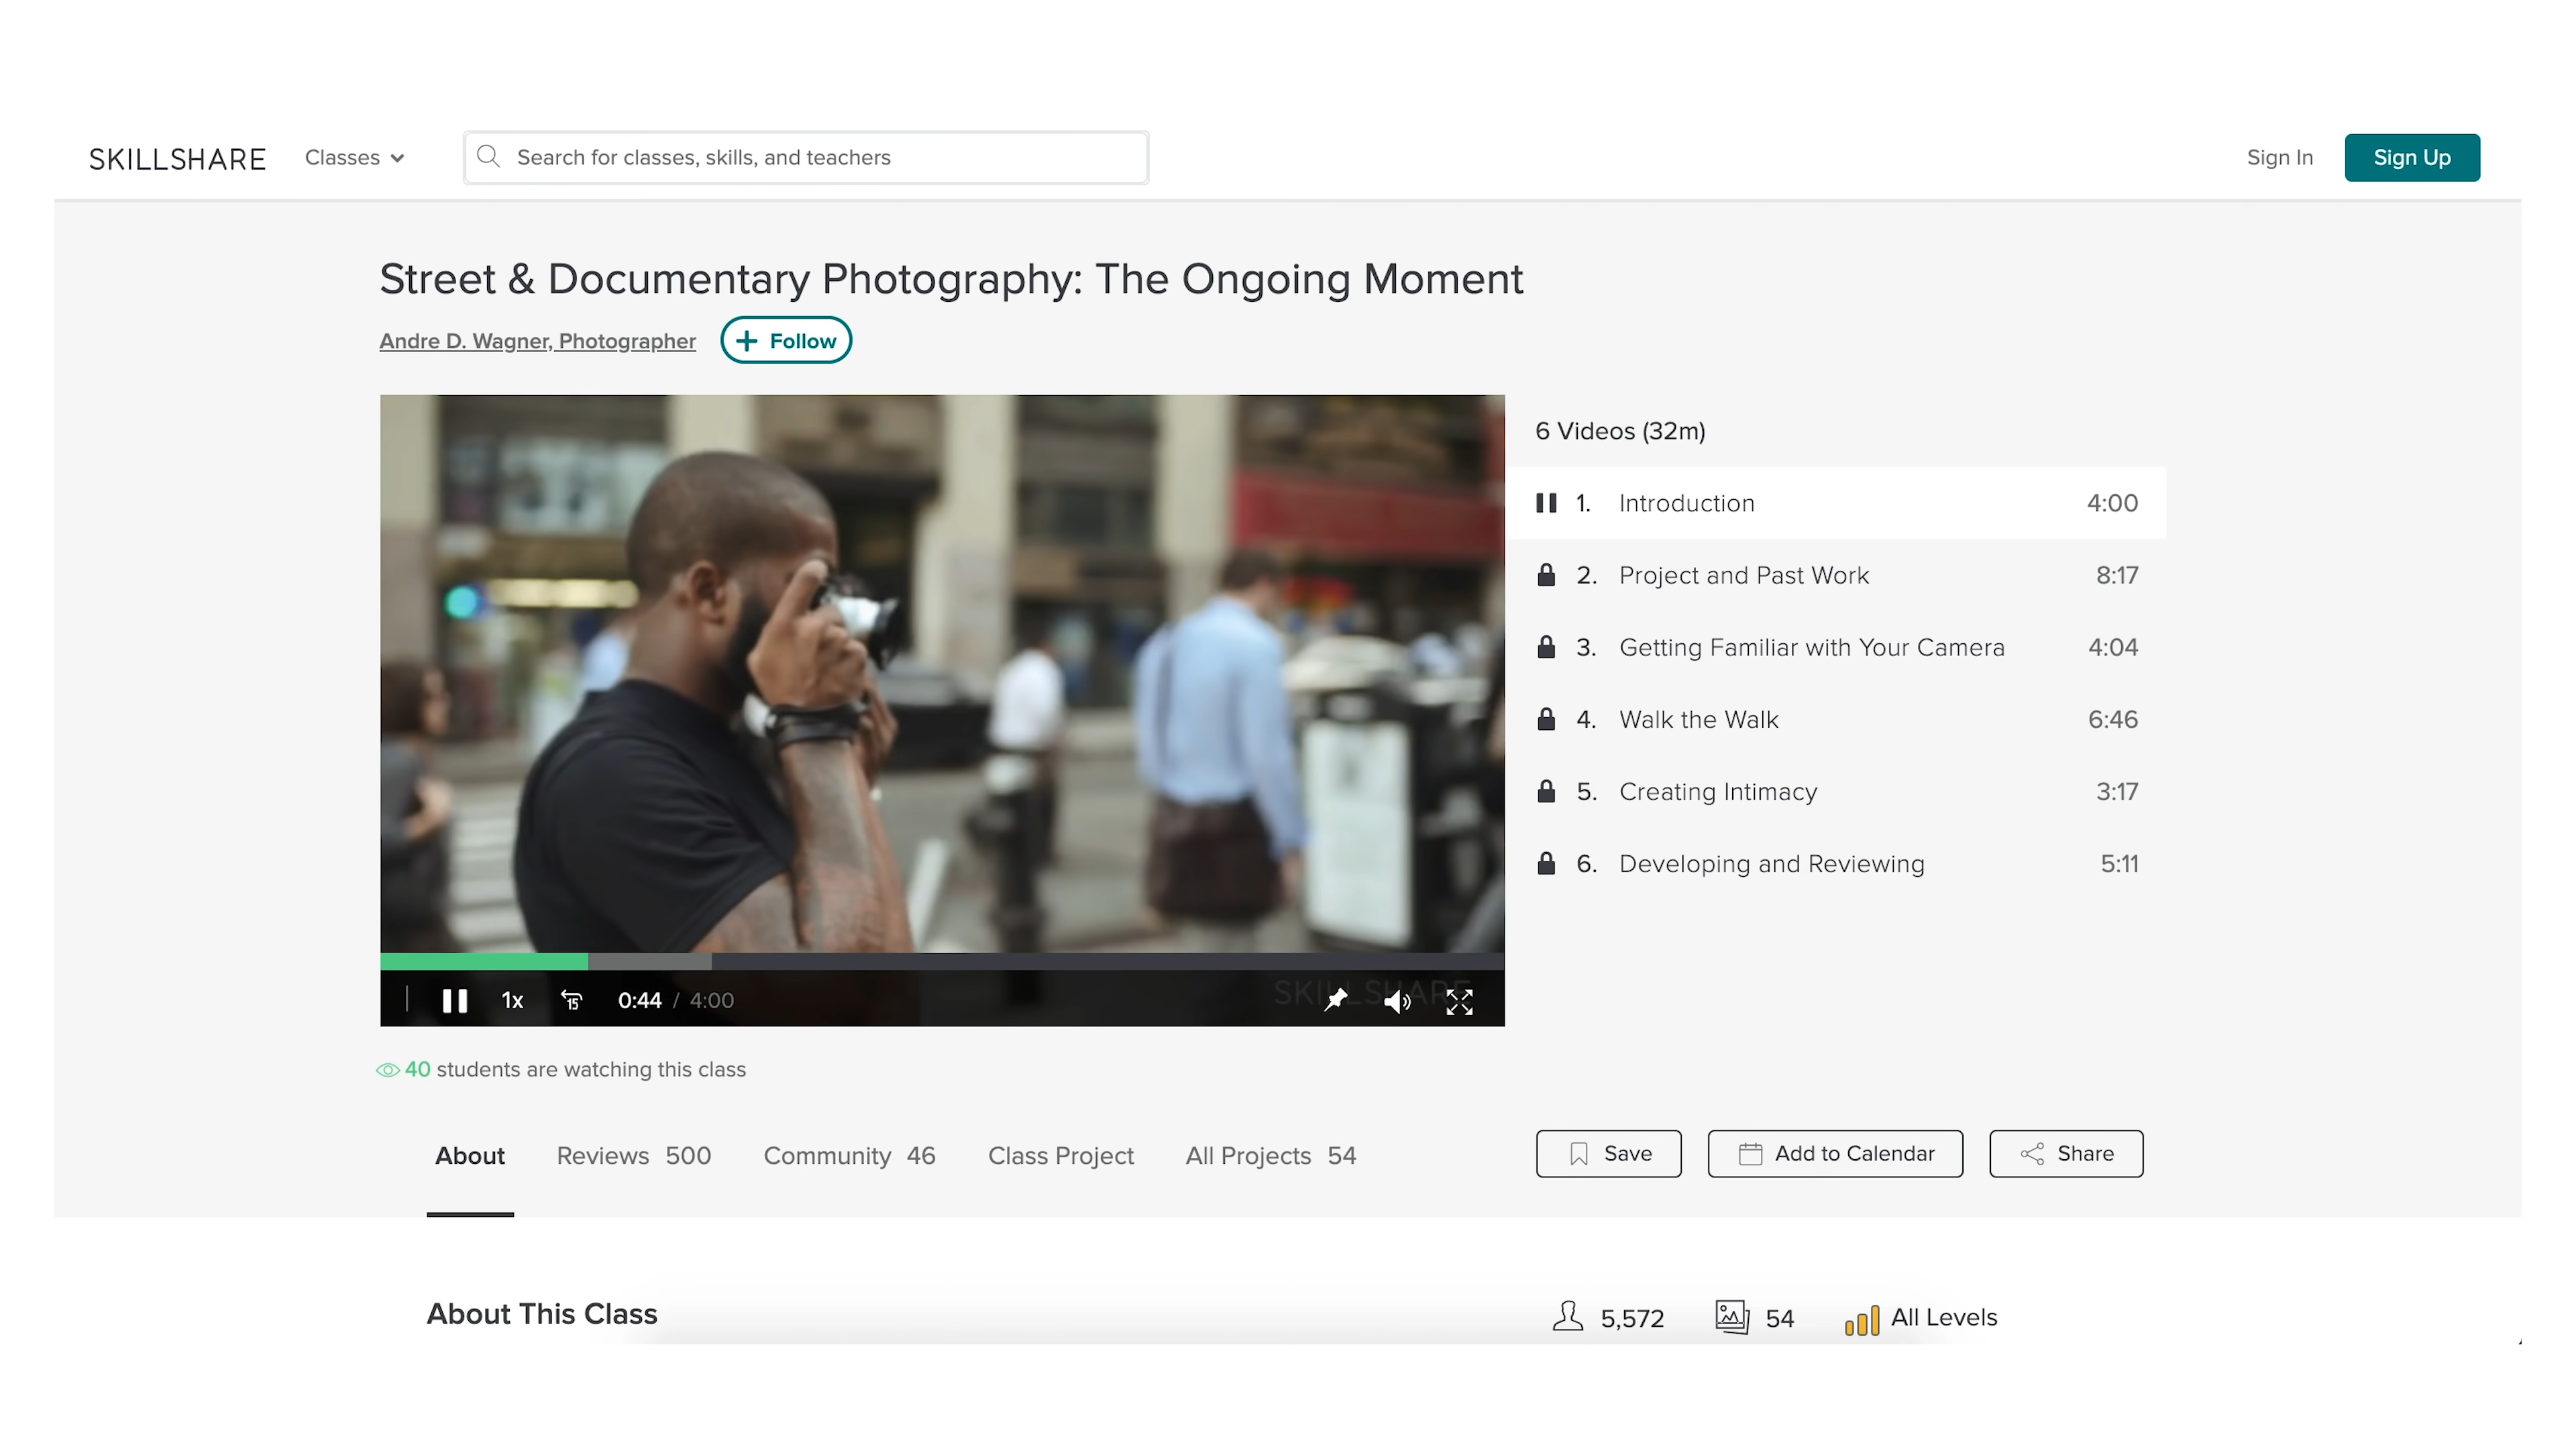 SKILLSHARE Classes Search for classes, skills, and teachers Sign In Sign Up
Street & Documentary Photography: The Ongoing Moment
Andre D. Wagner, Photographer + Follow
6 Videos (32m)
1. Introduction 4:00
2. Project and Past Work 8:17
3. Getting Familiar with Your Camera 4:04
4. Walk the Walk 6:46
5. Creating Intimacy 3:17
6. Developing and Reviewing 5:11
1x 15 0:44 / 4:00 SKILLSHARE
40 students are watching this class
About Reviews 500 Community 46 Class Project All Projects 54 Save Add to Calendar Share
About This Class 5,572 54 All Levels